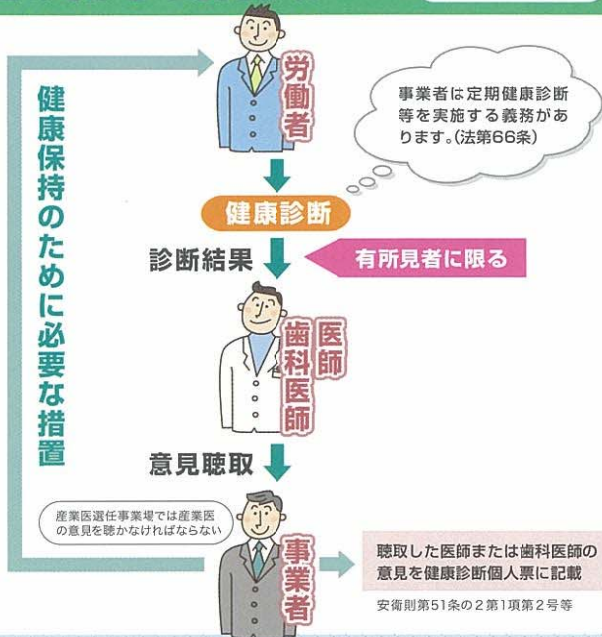 労働者
事業者は定期健康診断
等を実施する義務があ
ります。(法第66条)
健康保持のために必要な措置
健康診断
診断結果
有所見者に限る
医師
歯科医師
意見聴取
産業医選任事業場では産業医
の意見を聴かなければならない
事業者
聴取した医師または歯科医師の
意見を健康診断個人票に記載
安衛則第51条の2第1項第2号等